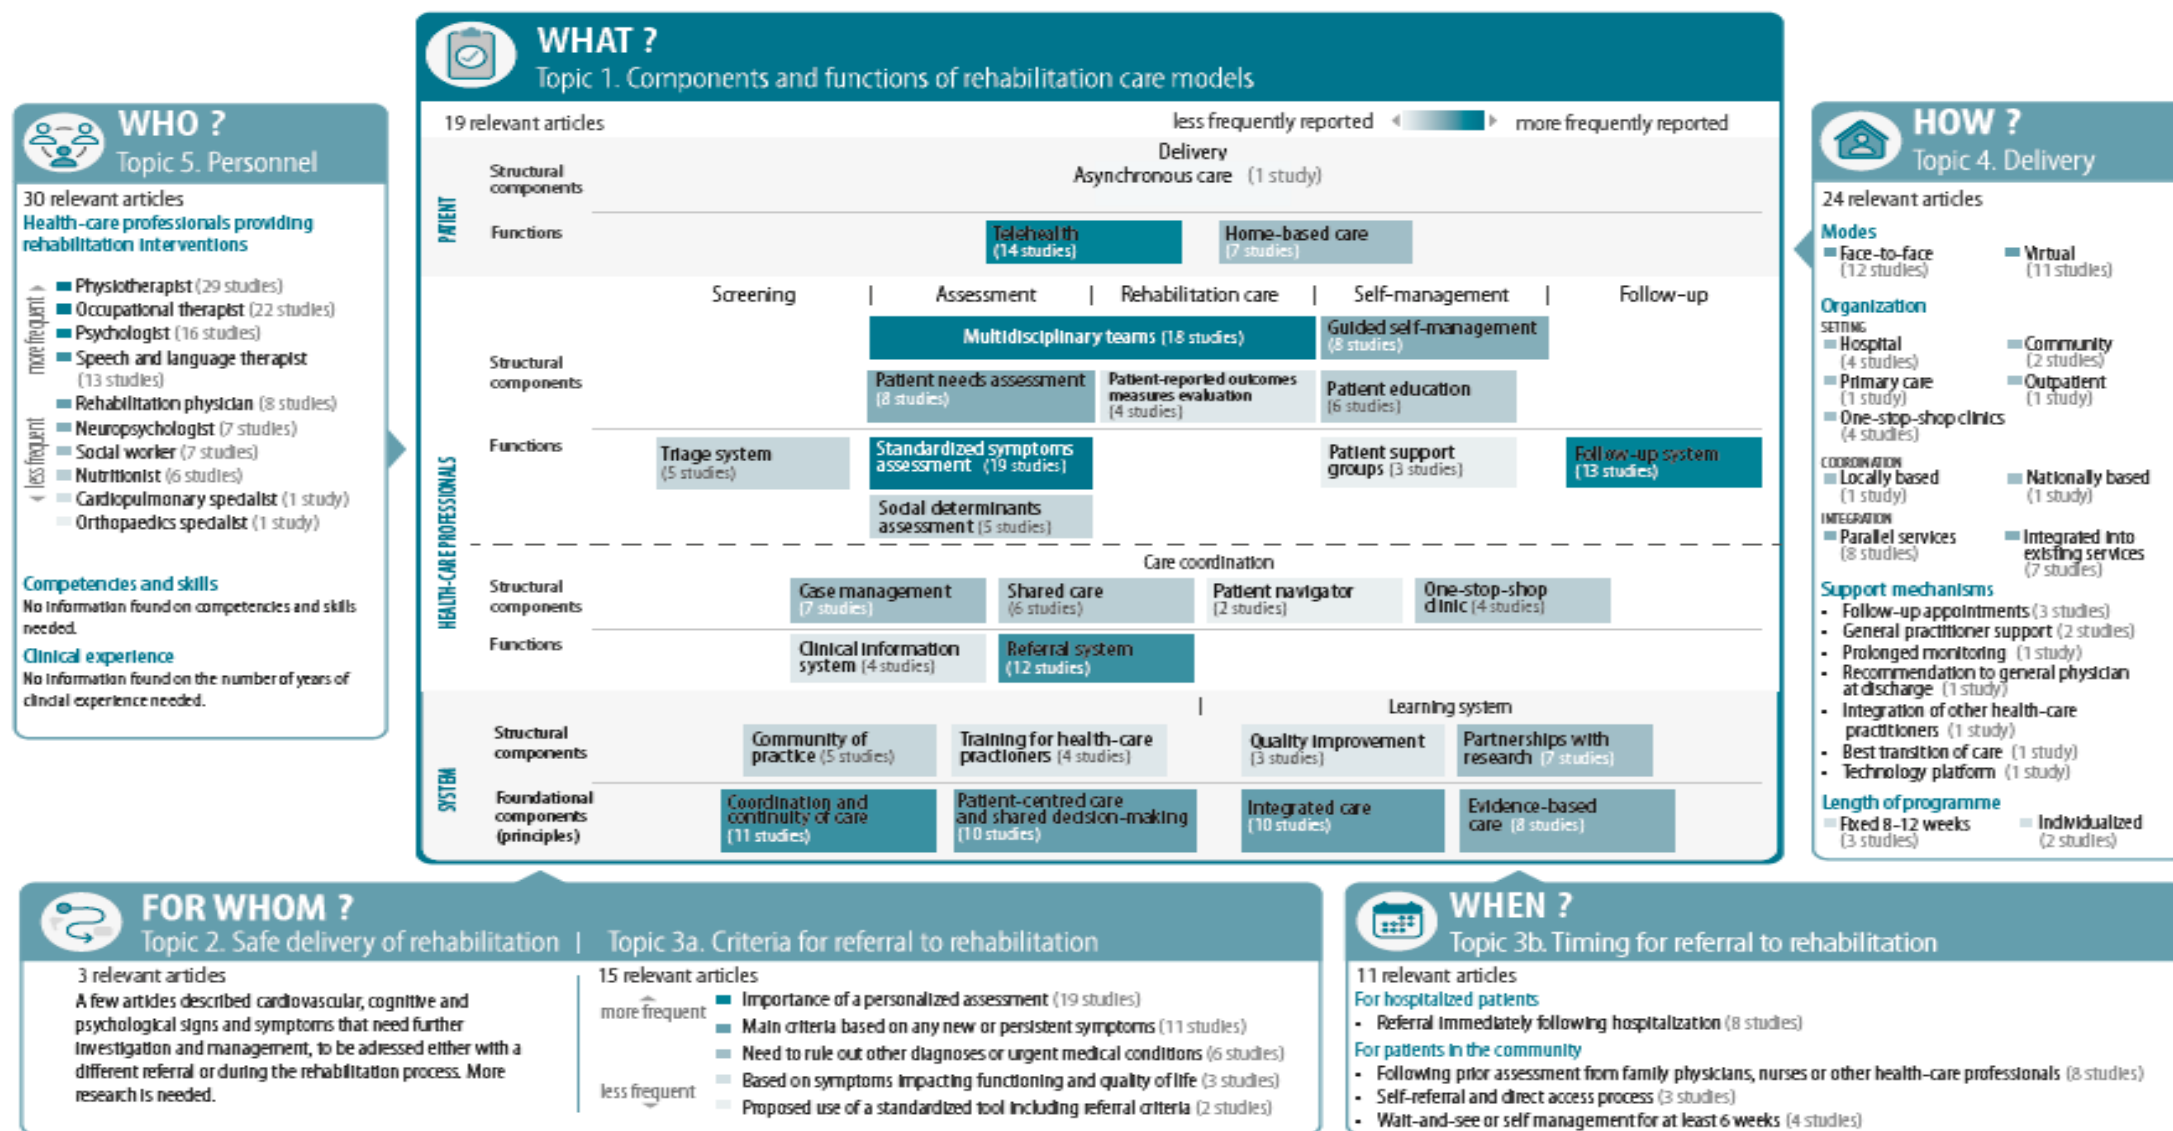 WHAT ?
Topic 1. Components and functions of rehabilitation care models
19 relevant articles
less frequently reported
more frequently reported
PATIENT
Structural
components
Delivery
Asynchronous care (1 study)
Functions
Telehealth
(14 studies)
Home-based care
(7 studies)
HEALTH-CARE PROFESSIONALS
Screening | Assessment | Rehabilitation care | Self-management | Follow-up
Structural
components
Multidisciplinary teams (18 studies)
Guided self-management
(8 studies)
Patient needs assessment
(8 studies)
Patient-reported outcomes
measures evaluation
(4 studies)
Patient education
(6 studies)
Functions
Triage system
(5 studies)
Standardized symptoms
assessment (19 studies)
Patient support
groups (3 studies)
Follow-up system
(13 studies)
Social determinants
assessment (5 studies)
Care coordination
Structural
components
Case management
(7 studies)
Shared care
(6 studies)
Patient navigator
(2 studies)
One-stop-shop
clinic (4 studies)
Functions
Clinical information
system (4 studies)
Referral system
(12 studies)
SYSTEM
| Learning system
Structural
components
Community of
practice (5 studies)
Training for health-care
practioners (4 studies)
Quality improvement
(3 studies)
Partnerships with
research (7 studies)
Foundational
components
(principles)
Coordination and
continuity of care
(11 studies)
Patient-centred care
and shared decision-making
(10 studies)
Integrated care
(10 studies)
Evidence-based
care (8 studies)
WHO ?
Topic 5. Personnel
30 relevant articles
Health-care professionals providing
rehabilitation interventions
more frequent
less frequent
Physiotherapist (29 studies)
Occupational therapist (22 studies)
Psychologist (16 studies)
Speech and language therapist
(13 studies)
Rehabilitation physician (8 studies)
Neuropsychologist (7 studies)
Social worker (7 studies)
Nutritionist (6 studies)
Cardiopulmonary specialist (1 study)
Orthopaedics specialist (1 study)
Competencies and skills
No information found on competencies and skills
needed.
Clinical experience
No information found on the number of years of
clincial experience needed.
HOW ?
Topic 4. Delivery
24 relevant articles
Modes
Face-to-face
(12 studies)
Virtual
(11 studies)
Organization
SETTING
Hospital
(4 studies)
Community
(2 studies)
Primary care
(1 study)
Outpatient
(1 study)
One-stop-shop clinics
(4 studies)
COORDINATION
Locally based
(1 study)
Nationally based
(1 study)
INTEGRATION
Parallel services
(8 studies)
Integrated into
existing services
(7 studies)
Support mechanisms
• Follow-up appointments (3 studies)
• General practitioner support (2 studies)
• Prolonged monitoring (1 study)
• Recommendation to general physician
at discharge (1 study)
• Integration of other health-care
practitioners (1 study)
• Best transition of care (1 study)
• Technology platform (1 study)
Length of programme
Fixed 8–12 weeks
(3 studies)
Individualized
(2 studies)
FOR WHOM ?
Topic 2. Safe delivery of rehabilitation | Topic 3a. Criteria for referral to rehabilitation
3 relevant articles
A few articles described cardiovascular, cognitive and
psychological signs and symptoms that need further
investigation and management, to be adressed either with a
different referral or during the rehabilitation process. More
research is needed.
15 relevant articles
more frequent
less frequent
Importance of a personalized assessment (19 studies)
Main criteria based on any new or persistent symptoms (11 studies)
Need to rule out other diagnoses or urgent medical conditions (6 studies)
Based on symptoms impacting functioning and quality of life (3 studies)
Proposed use of a standardized tool including referral criteria (2 studies)
WHEN ?
Topic 3b. Timing for referral to rehabilitation
11 relevant articles
For hospitalized patients
• Referral immediately following hospitalization (8 studies)
For patients in the community
• Following prior assessment from family physicians, nurses or other health-care professionals (8 studies)
• Self-referral and direct access process (3 studies)
• Wait-and-see or self management for at least 6 weeks (4 studies)